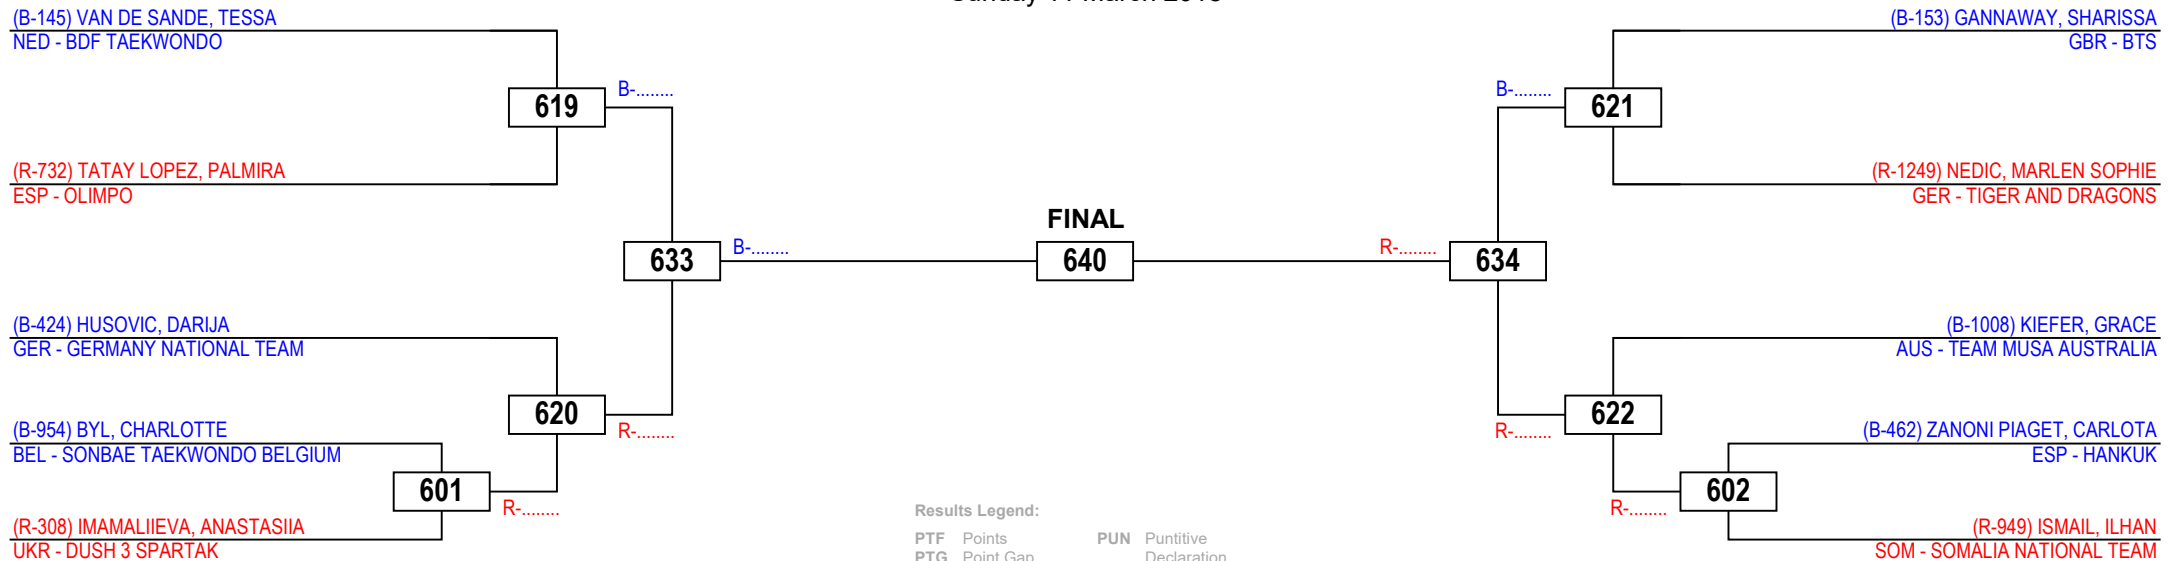 (B-145) VAN DE SANDE, TESSA
NED - BDF TAEKWONDO
619
B-........
(R-732) TATAY LOPEZ, PALMIRA
ESP - OLIMPO
633
B-........
(B-424) HUSOVIC, DARIJA
GER - GERMANY NATIONAL TEAM
620
R-........
(B-954) BYL, CHARLOTTE
BEL - SONBAE TAEKWONDO BELGIUM
601
R-........
(R-308) IMAMALIIEVA, ANASTASIIA
UKR - DUSH 3 SPARTAK
FINAL
640
(B-153) GANNAWAY, SHARISSA
GBR - BTS
B-........
621
(R-1249) NEDIC, MARLEN SOPHIE
GER - TIGER AND DRAGONS
R-........
634
(B-1008) KIEFER, GRACE
AUS - TEAM MUSA AUSTRALIA
622
R-........
(B-462) ZANONI PIAGET, CARLOTA
ESP - HANKUK
602
R-........
(R-949) ISMAIL, ILHAN
SOM - SOMALIA NATIONAL TEAM
Results Legend:
PTF Points
PUN Puntitive
PTG Point Gap
Declaration